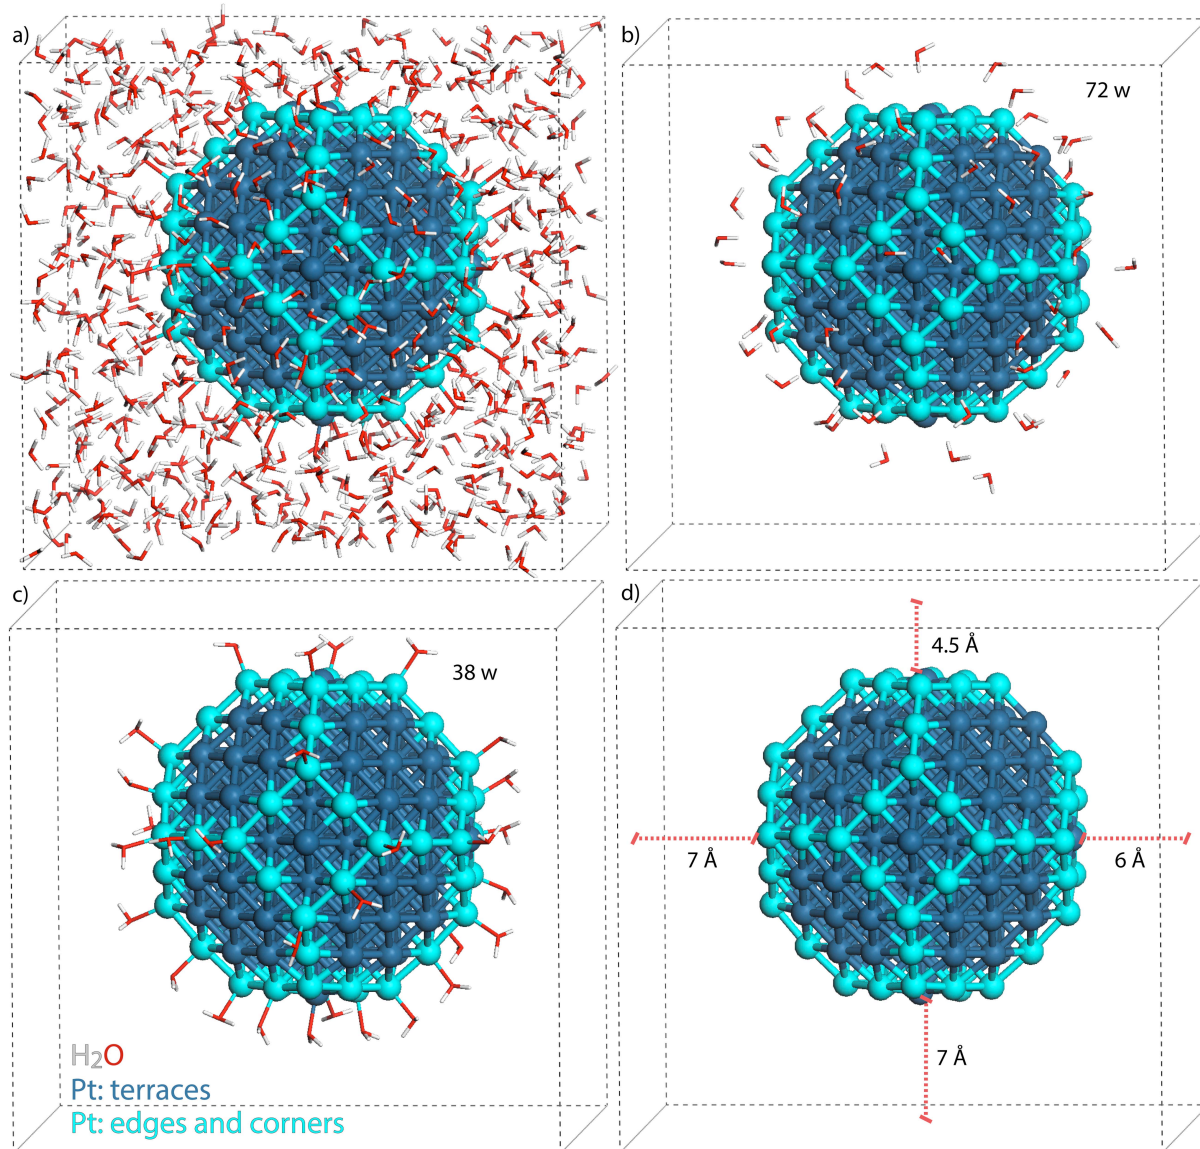 a)
b)
72 w
c)
38 w
d)
4.5 Å
7 Å
6 Å
7 Å
H₂O
Pt: terraces
Pt: edges and corners